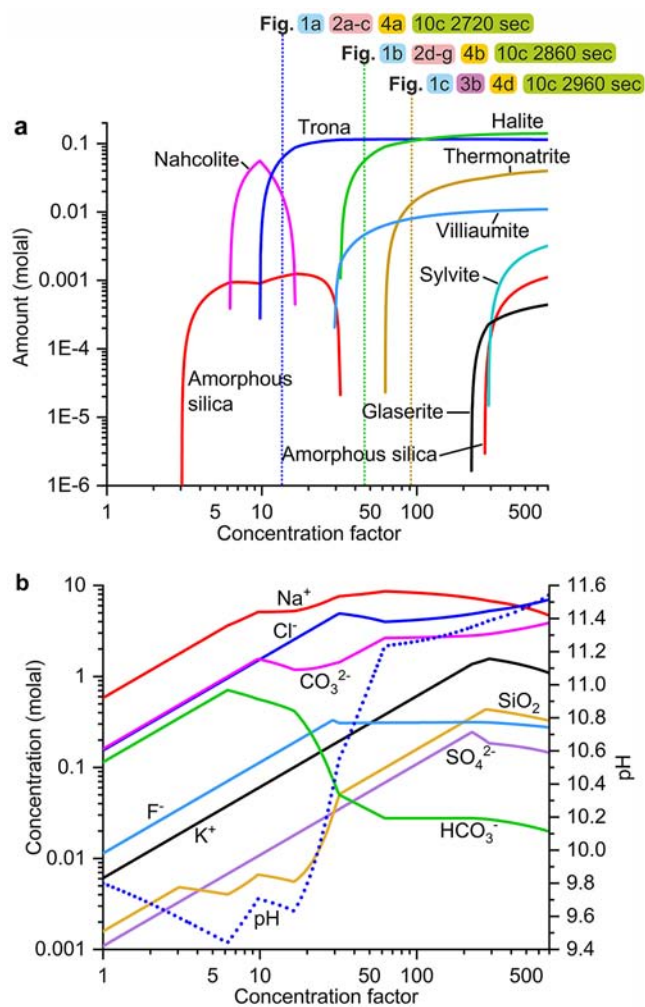 Fig. 1a 2a-c 4a 10c 2720 sec
Fig. 1b 2d-g 4b 10c 2860 sec
Fig. 1c 3b 4d 10c 2960 sec
a
Trona
Halite
Nahcolite
Thermonatrite
Villiaumite
Sylvite
Amorphous
silica
Glaserite
Amorphous silica
Amount (molal)
0.1
0.01
0.001
1E-4
1E-5
1E-6
1 5 10 50 100 500
Concentration factor
b
Na⁺
Cl⁻
CO₃²⁻
SiO₂
SO₄²⁻
F⁻
K⁺
HCO₃⁻
pH
Concentration (molal)
10
1
0.1
0.01
0.001
11.6
11.4
11.2
11.0
10.8
10.6
10.4
10.2
10.0
9.8
9.6
9.4
pH
1 5 10 50 100 500
Concentration factor